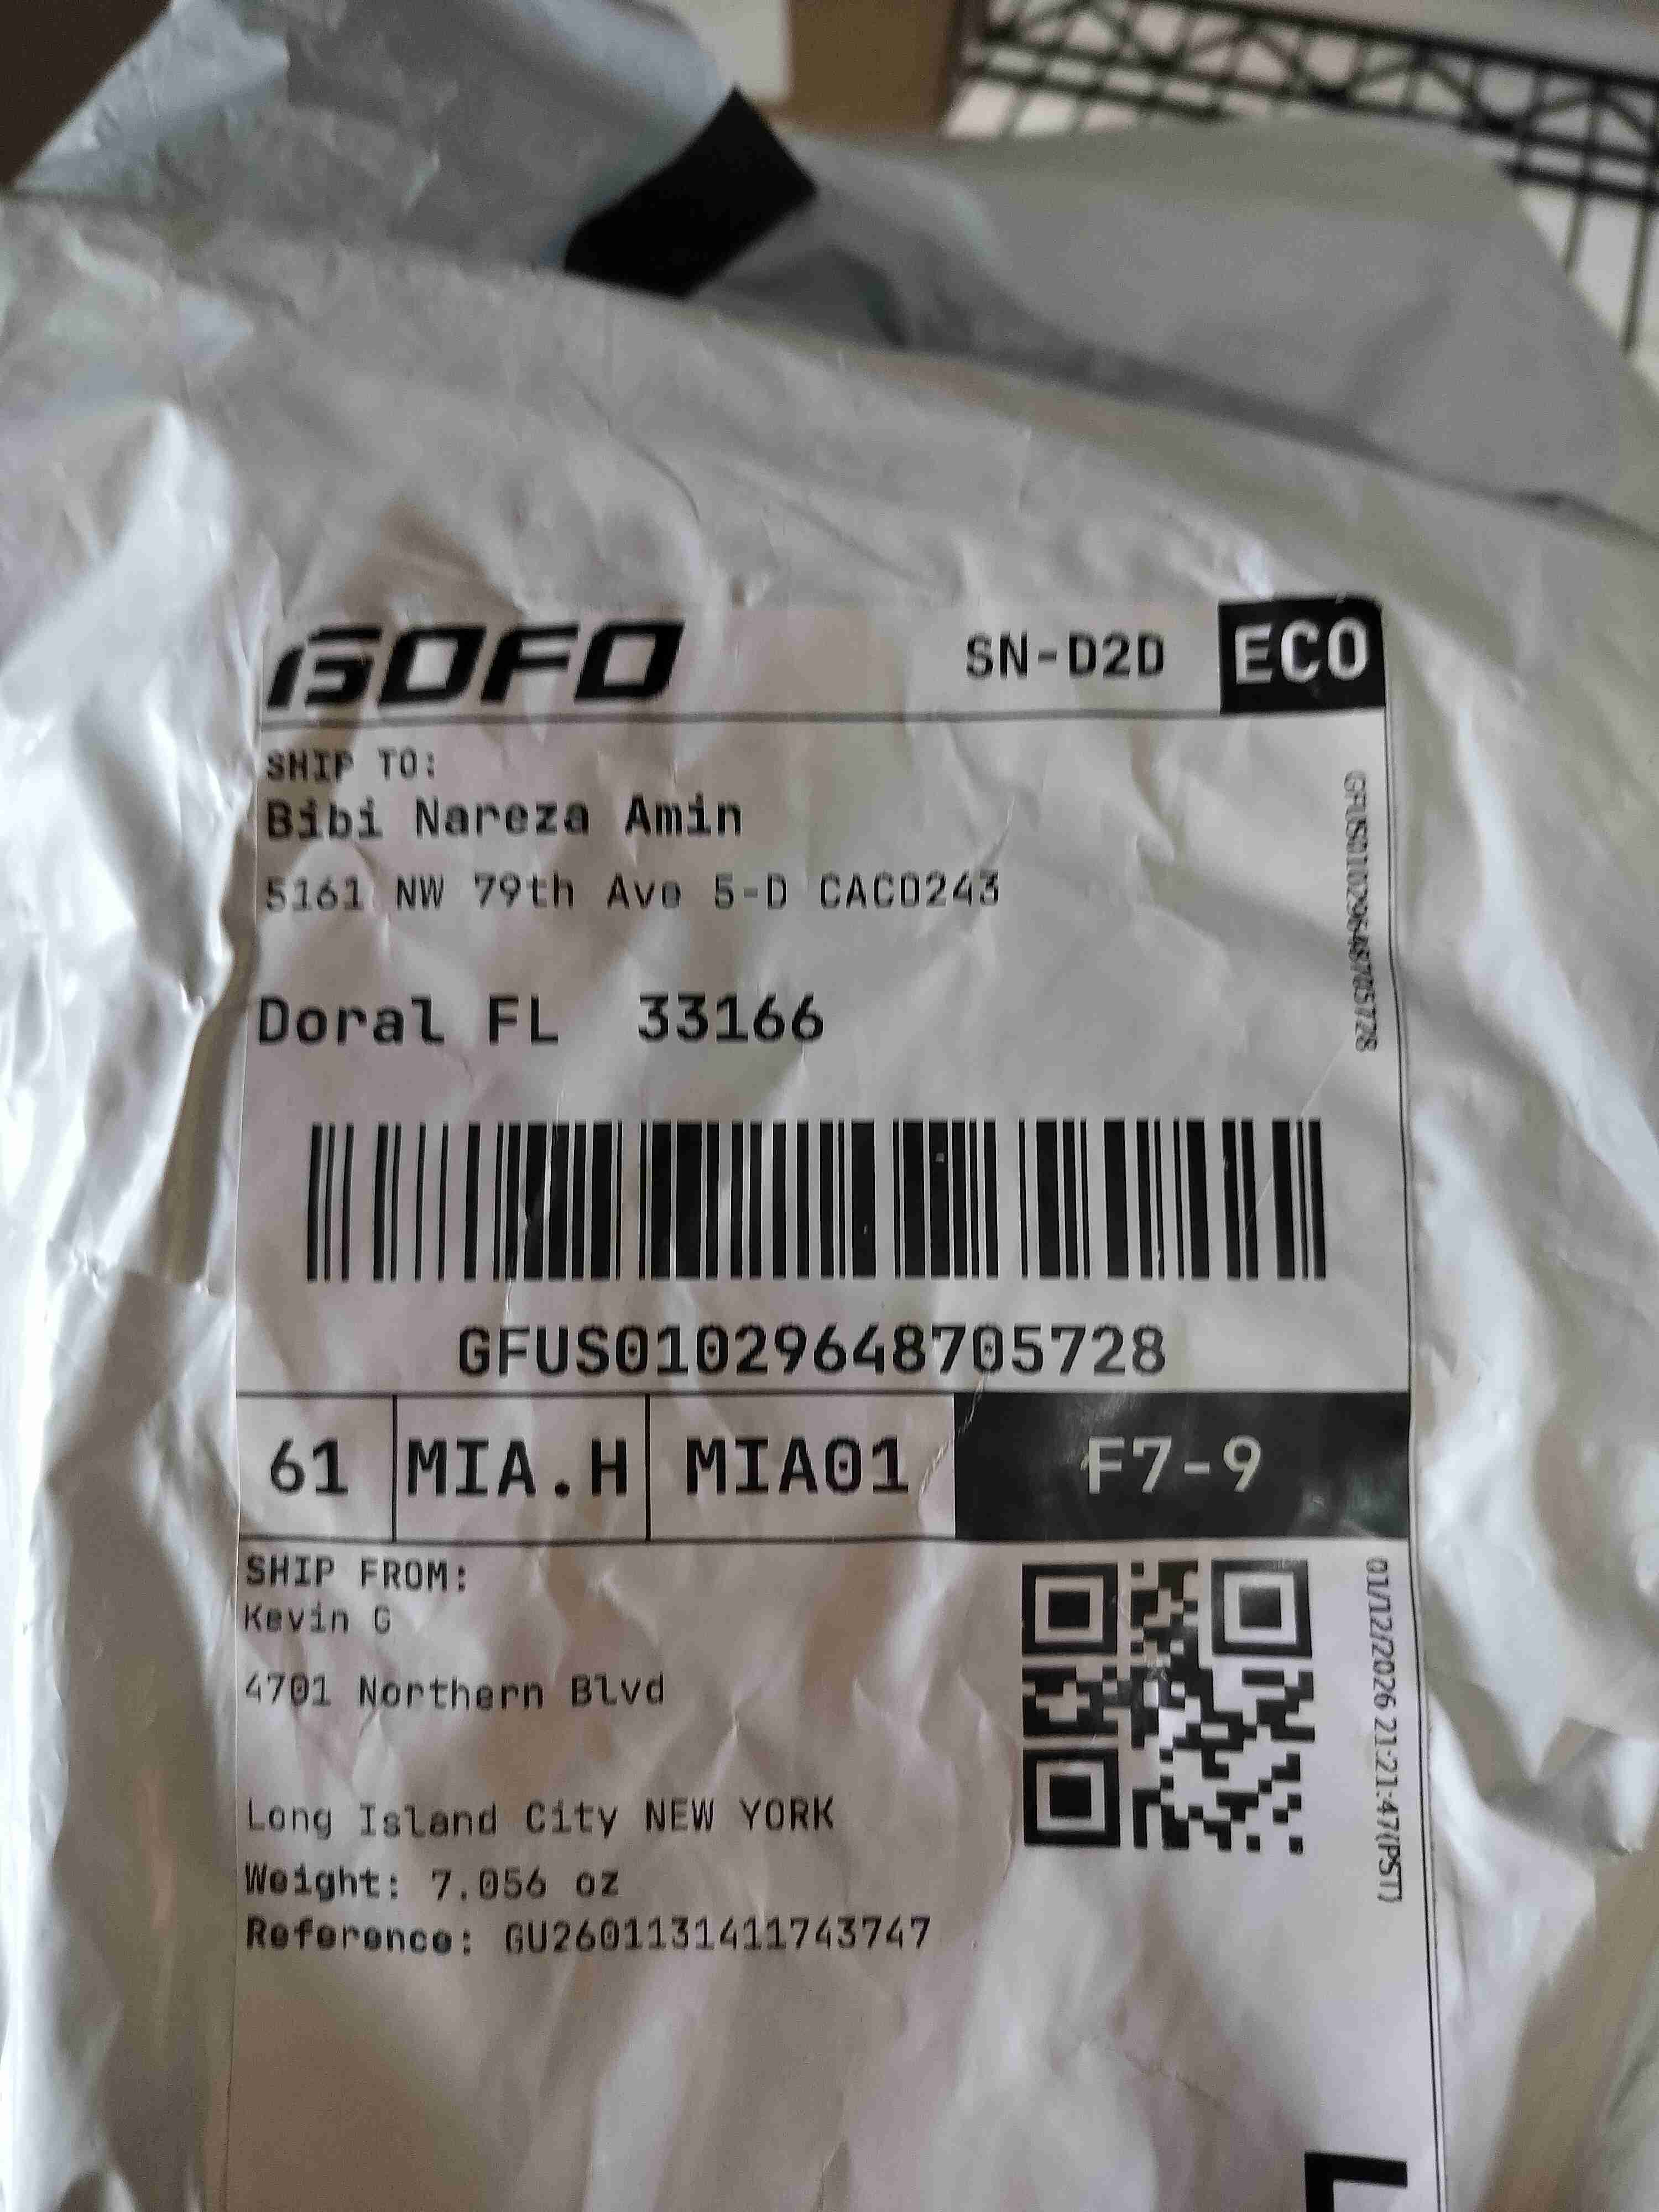 GOFO SN-D2D ECO
SHIP TO:
Bibi Nareza Amin
5161 NW 79th Ave 5-D CACO243
Doral FL 33166
GFUS01029648705728
GFUS01029648705728
61 MIA.H MIA01 F7-9
SHIP FROM:
Kevin G
4701 Northern Blvd
Long Island City NEW YORK
Weight: 7.056 oz
Reference: GU2601131411743747
01/12/2026 21:21:47(PST)